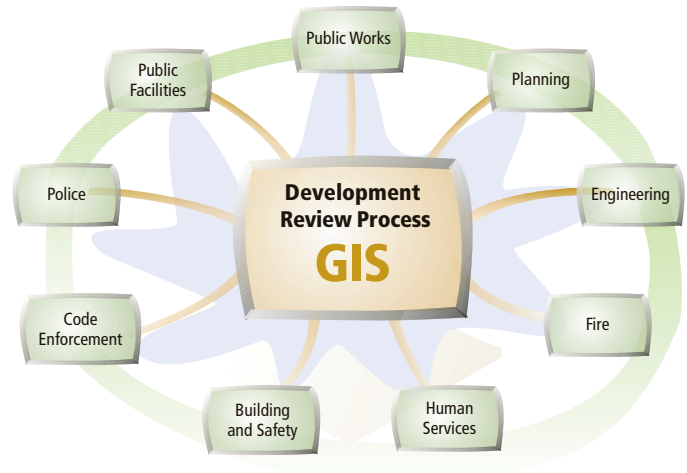 Public Works
Public
Facilities
Planning
Police
Development
Review Process
GIS
Engineering
Code
Enforcement
Fire
Building
and Safety
Human
Services